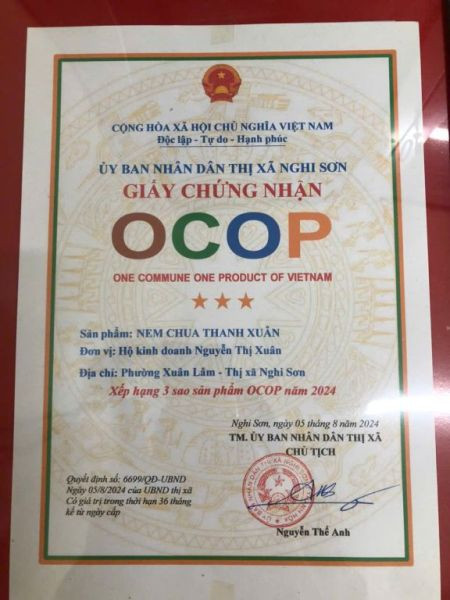 CỘNG HÒA XÃ HỘI CHỦ NGHĨA VIỆT NAM
Độc lập - Tự do - Hạnh phúc
ỦY BAN NHÂN DÂN THỊ XÃ NGHI SƠN
GIẤY CHỨNG NHẬN
OCOP
ONE COMMUNE ONE PRODUCT OF VIETNAM
Sản phẩm: NEM CHUA THANH XUÂN
Đơn vị: Hộ kinh doanh Nguyễn Thị Xuân
Địa chỉ: Phường Xuân Lâm - Thị xã Nghi Sơn
Xếp hạng 3 sao sản phẩm OCOP năm 2024
Nghi Sơn, ngày 05 tháng 8 năm 2024
TM. ỦY BAN NHÂN DÂN THỊ XÃ
CHỦ TỊCH
Quyết định số: 6699/QĐ-UBND
Ngày 05/8/2024 của UBND thị xã
Có giá trị trong thời hạn 36 tháng
kể từ ngày cấp
Nguyễn Thế Anh